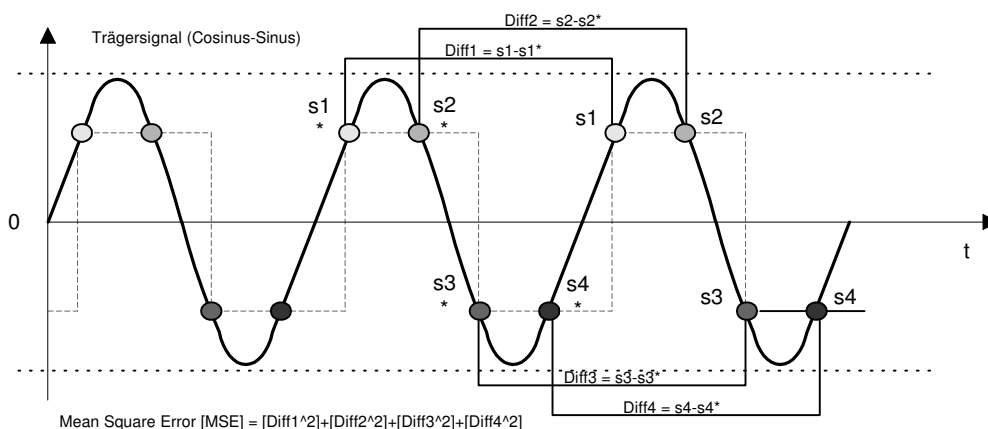 Diff2 = s2-s2*
Trägersignal (Cosinus-Sinus)
Diff1 = s1-s1*
s1
*
s2
*
s1
s2
0
t
s3
*
s4
*
s3
s4
Diff3 = s3-s3*
Diff4 = s4-s4*
Mean Square Error [MSE] = [Diff1^2]+[Diff2^2]+[Diff3^2]+[Diff4^2]